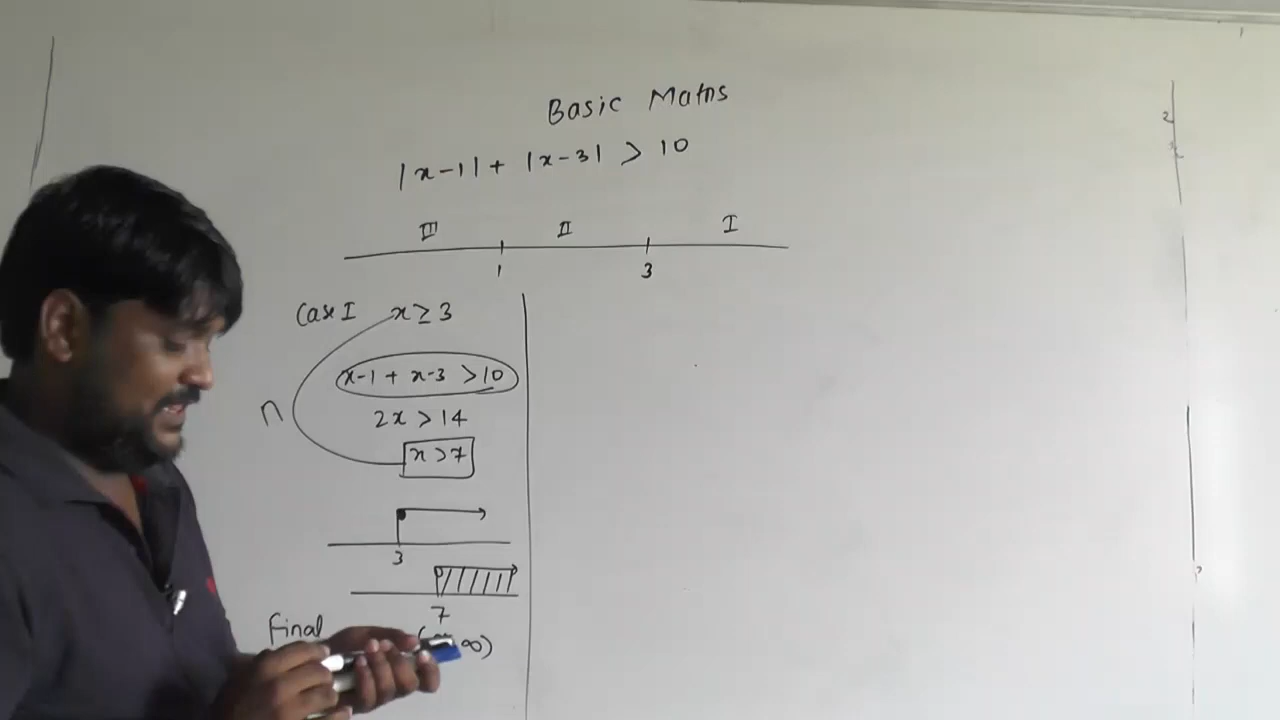 Basic Maths
|x-1| + |x-3| > 10
III II I
1 3
Case I x ≥ 3
x-1 + x-3 > 10
2x > 14
∩
x > 7
3
7
Final
∞)